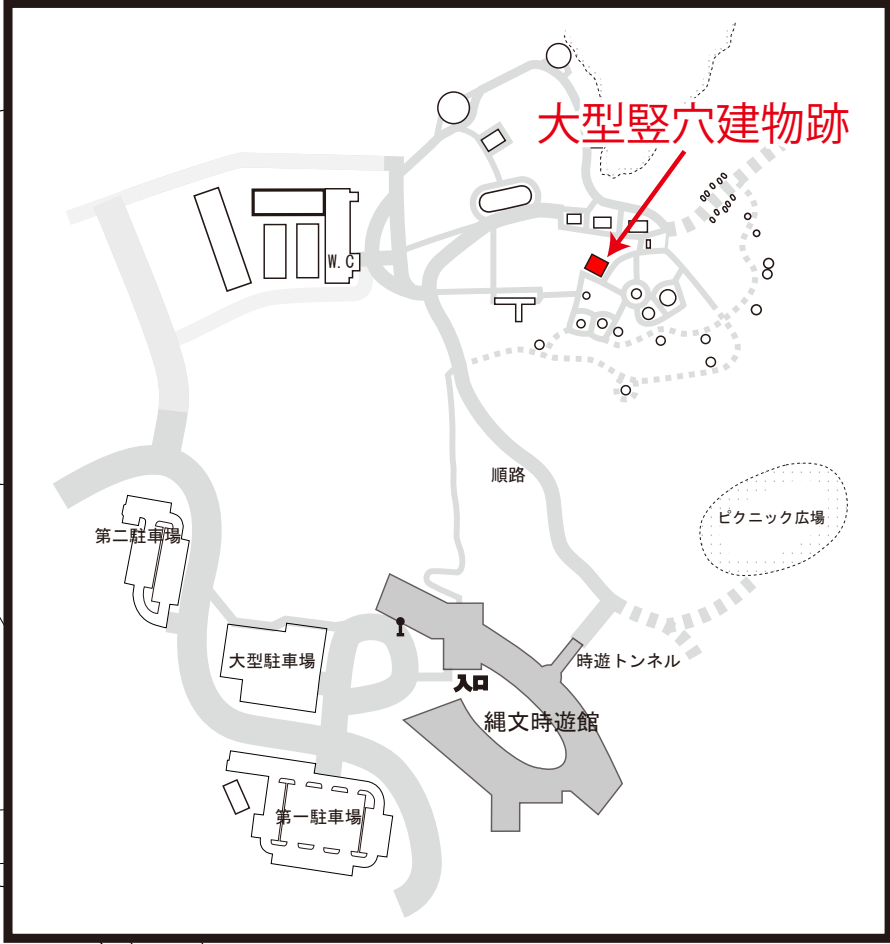 大型竪穴建物跡
W.C
順路
ピクニック広場
第二駐車場
大型駐車場
時遊トンネル
入口
縄文時遊館
第一駐車場